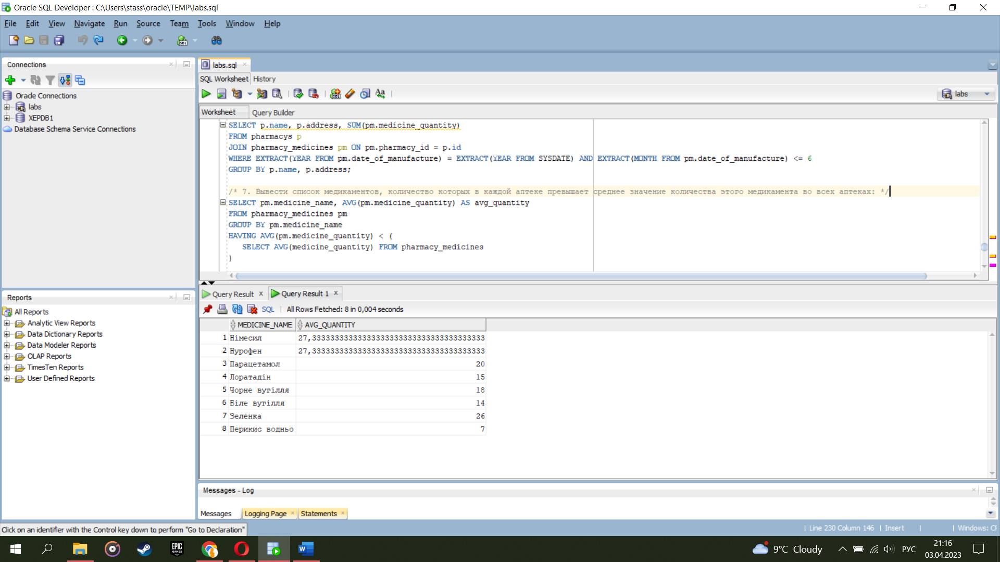 Oracle SQL Developer : C:\Users\stass\oracle\TEMP\labs.sql
File Edit View Navigate Run Source Team Tools Window Help
Connections
Oracle Connections
labs
XEPDB1
Database Schema Service Connections
Reports
All Reports
Analytic View Reports
Data Dictionary Reports
Data Modeler Reports
OLAP Reports
TimesTen Reports
User Defined Reports
labs.sql
SQL Worksheet History
labs
Worksheet Query Builder
SELECT p.name, p.address, SUM(pm.medicine_quantity)
FROM pharmacys p
JOIN pharmacy_medicines pm ON pm.pharmacy_id = p.id
WHERE EXTRACT(YEAR FROM pm.date_of_manufacture) = EXTRACT(YEAR FROM SYSDATE) AND EXTRACT(MONTH FROM pm.date_of_manufacture) <= 6
GROUP BY p.name, p.address;
/* 7. Вывести список медикаментов, количество которых в каждой аптеке превышает среднее значение количества этого медикамента во всех аптеках: */
SELECT pm.medicine_name, AVG(pm.medicine_quantity) AS avg_quantity
FROM pharmacy_medicines pm
GROUP BY pm.medicine_name
HAVING AVG(pm.medicine_quantity) < (
SELECT AVG(medicine_quantity) FROM pharmacy_medicines
)
Query Result Query Result 1
SQL All Rows Fetched: 8 in 0,004 seconds
MEDICINE_NAME AVG_QUANTITY
1 Німесил 27,33333333333333333333333333333333333333
2 Нурофен 27,33333333333333333333333333333333333333
3 Парацетамол 20
4 Лоратадін 15
5 Чорне вугілля 18
6 Біле вугілля 14
7 Зеленка 26
8 Перикис водньо 7
Messages - Log
Messages Logging Page Statements
Click on an identifier with the Control key down to perform "Go to Declaration"
Line 230 Column 146 Insert Windows: CF
EPIC GAMES
9°C Cloudy
РУС
21:16
03.04.2023